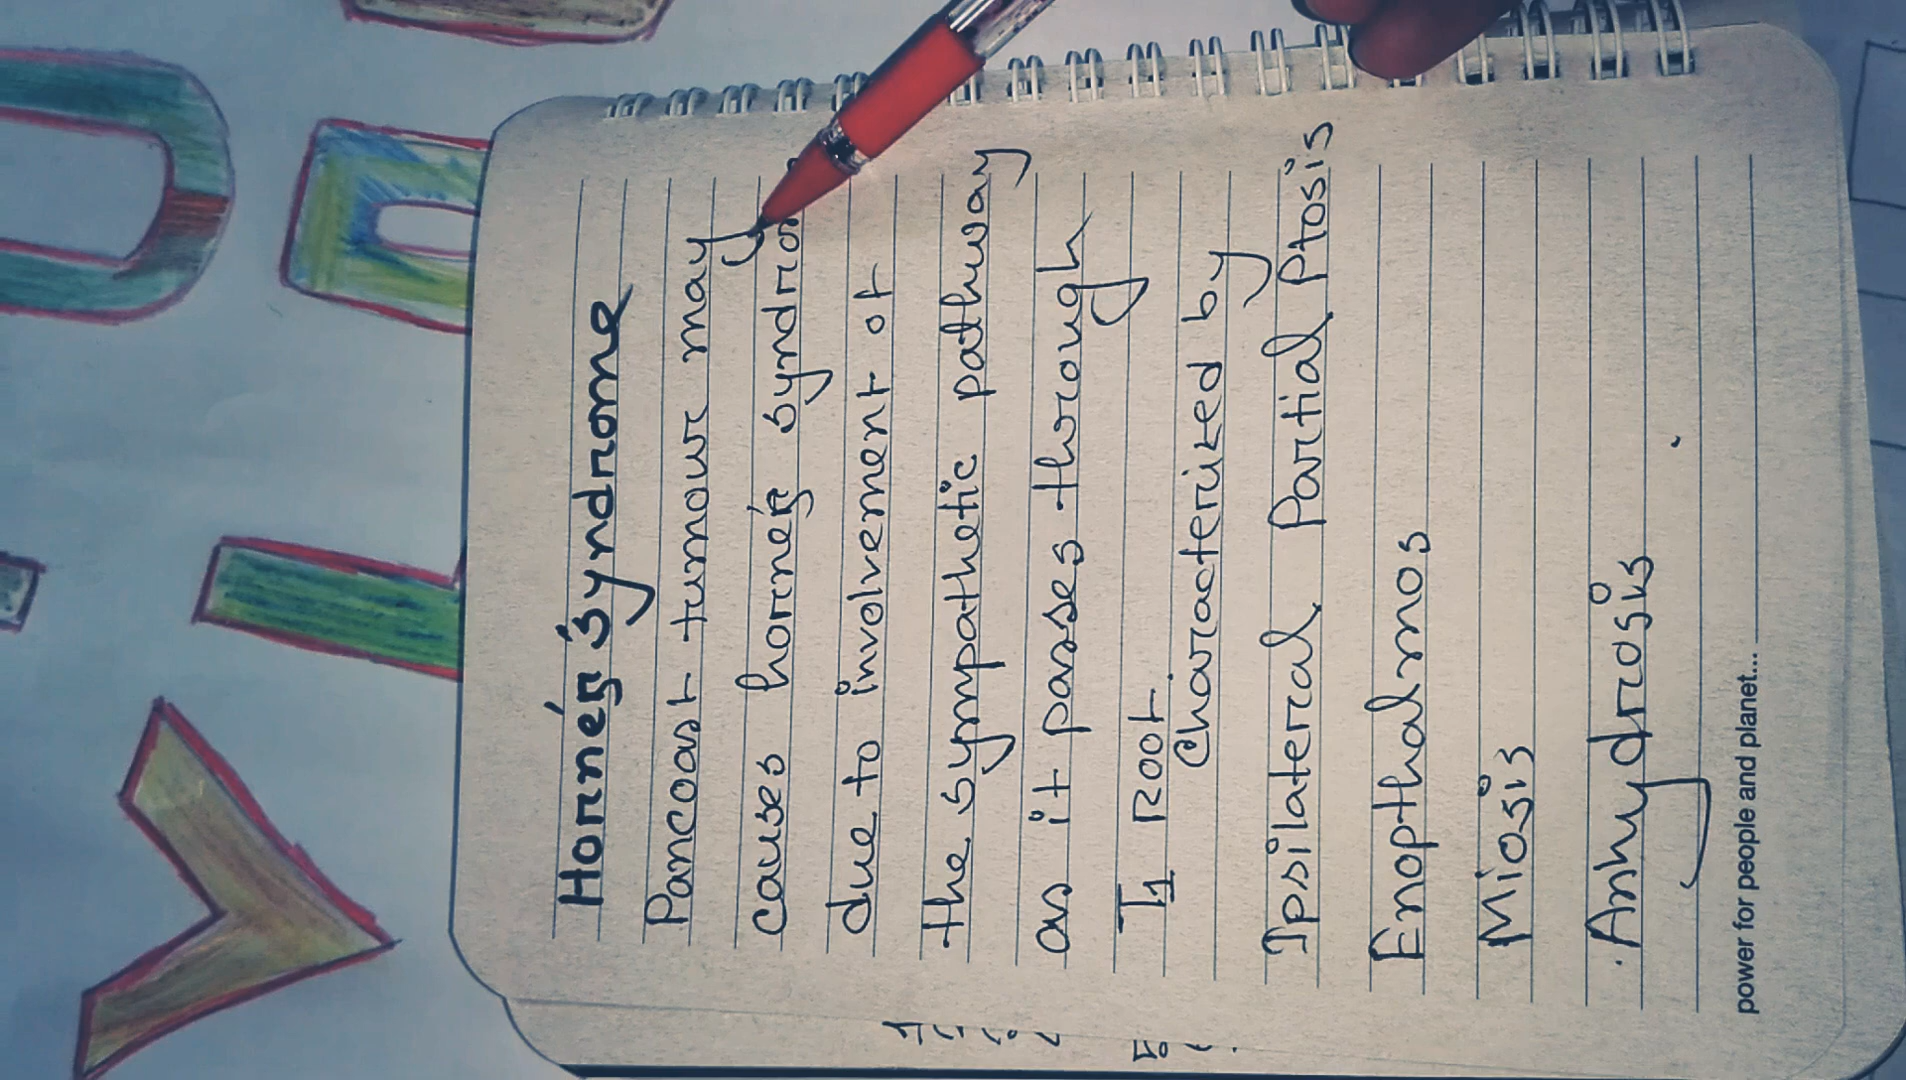 Horner's syndrome
Pancoast tumour may
causes horner's syndro
due to involvement of
the sympathetic pathway
as it passes through
T1 root.
Characterized by
Ipsilateral Partial Ptosis
Enopthalmos
Miosis
Anhydrosis
power for people and planet...